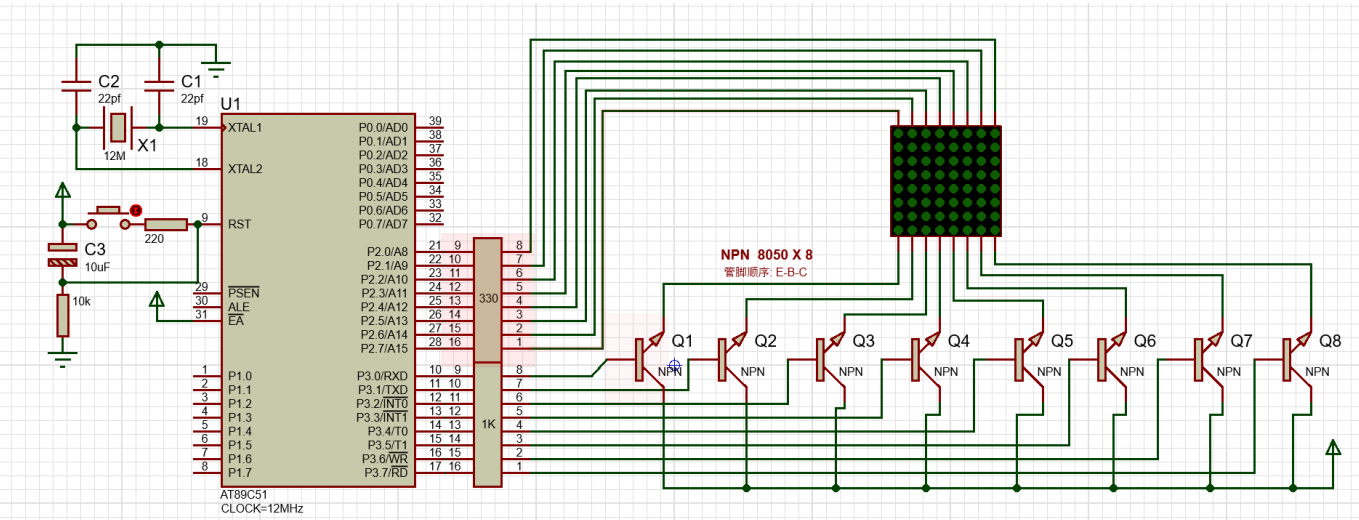 C2
22pf
C1
22pf
X1
12M
U1
19 XTAL1
18 XTAL2
9 RST
29 PSEN
30 ALE
31 EA
1 P1.0
2 P1.1
3 P1.2
4 P1.3
5 P1.4
6 P1.5
7 P1.6
8 P1.7
P0.0/AD0 39
P0.1/AD1 38
P0.2/AD2 37
P0.3/AD3 36
P0.4/AD4 35
P0.5/AD5 34
P0.6/AD6 33
P0.7/AD7 32
P2.0/A8 21 9 8
P2.1/A9 22 10 7
P2.2/A10 23 11 6
P2.3/A11 24 12 5
P2.4/A12 25 13 4
P2.5/A13 26 14 3
P2.6/A14 27 15 2
P2.7/A15 28 16 1
330
P3.0/RXD 10 9 8
P3.1/TXD 11 10 7
P3.2/INT0 12 11 6
P3.3/INT1 13 12 5
P3.4/T0 14 13 4
P3.5/T1 15 14 3
P3.6/WR 16 15 2
P3.7/RD 17 16 1
1K
AT89C51
CLOCK=12MHz
220
C3
10uF
10k
NPN 8050 X 8
管脚顺序: E-B-C
Q1
NPN
Q2
NPN
Q3
NPN
Q4
NPN
Q5
NPN
Q6
NPN
Q7
NPN
Q8
NPN